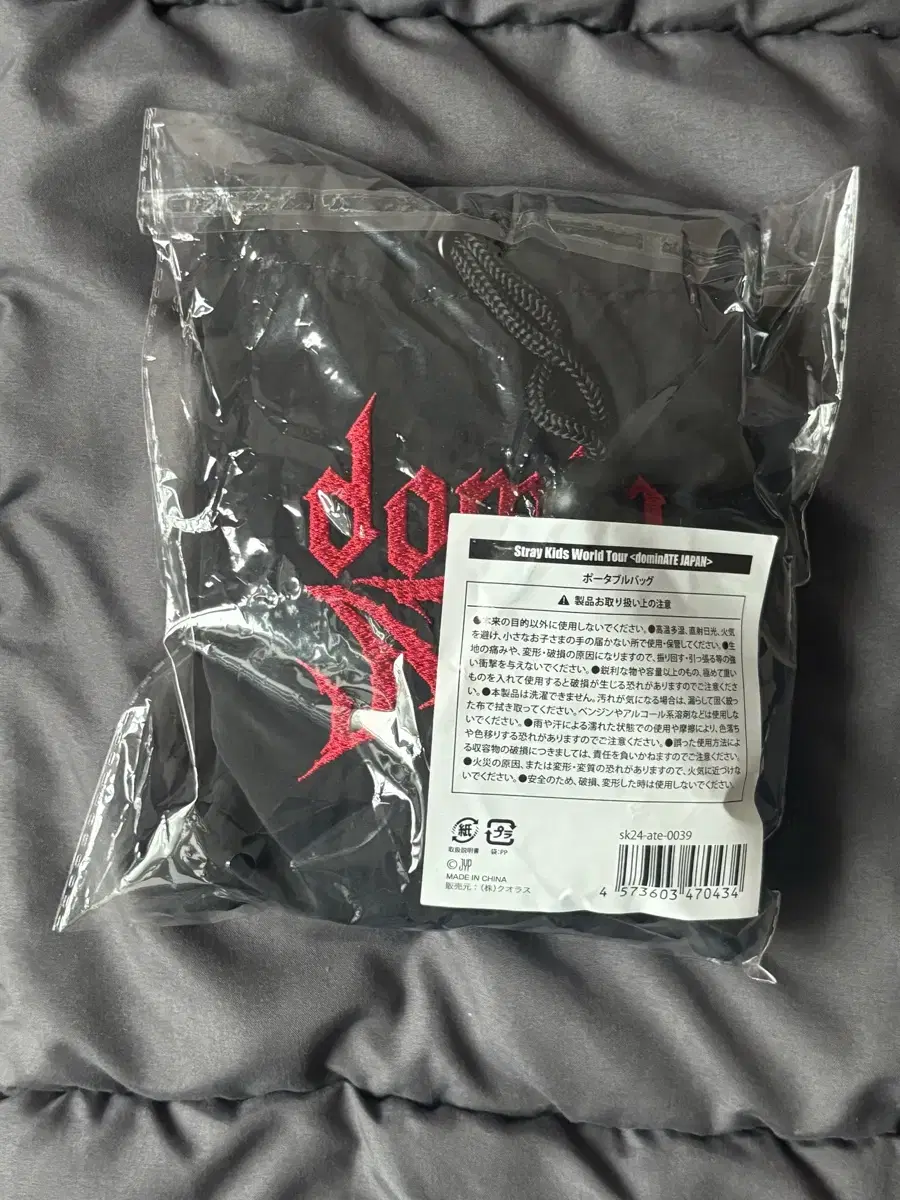 domin
Stray Kids World Tour <dominATE JAPAN>
ポータブルバッグ
⚠ 製品お取り扱い上の注意
来の目的以外に使用しないでください。●高温多湿、直射日光、火気
を避け、小さなお子さまの手の届かない所で使用・保管してください。●生
地の痛みや、変形・破損の原因になりますので、振り回す・引っ張る等の強
い衝撃を与えないでください。●鋭利な物や容量以上のもの、極めて重い
ものを入れて使用すると破損が生じる恐れがありますのでご注意くださ
い。●本製品は洗濯できません。汚れが気になる場合は、濡らして固く絞っ
た布で拭き取ってください。ベンジンやアルコール系溶剤などは使用しな
いでください。●雨や汗による濡れた状態での使用や摩擦により、色落ち
や色移りする恐れがありますのでご注意ください。●誤った使用方法によ
る収容物の破損につきましては、責任を負いかねますのでご注意ください。
●火災の原因、または変形・変質の恐れがありますので、火気に近づけな
いでください。●安全のため、破損、変形した時は使用しないでください。
紙 プラ
取扱説明書 袋:PP
sk24-ate-0039
©JYP
MADE IN CHINA
販売元:(株)クオラス
4 573603 470434